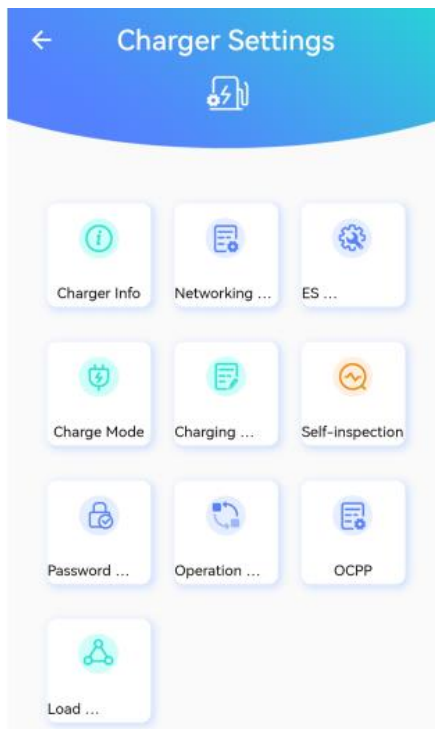 Charger Settings
Charger Info
Networking ...
ES ...
Charge Mode
Charging ...
Self-inspection
Password ...
Operation ...
OCPP
Load ...